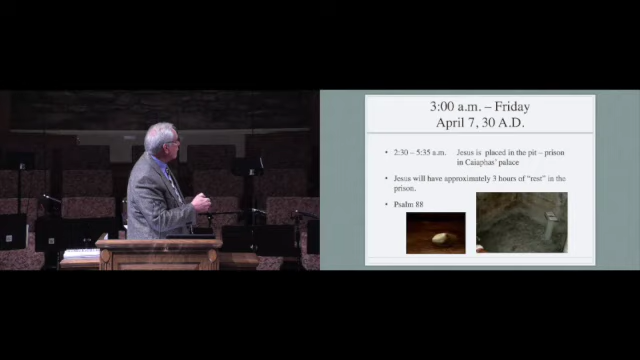 3:00 a.m. – Friday
April 7, 30 A.D.
• 2:30 – 5:35 a.m. Jesus is placed in the pit – prison
in Caiaphas' palace
• Jesus will have approximately 3 hours of "rest" in the
prison.
• Psalm 88